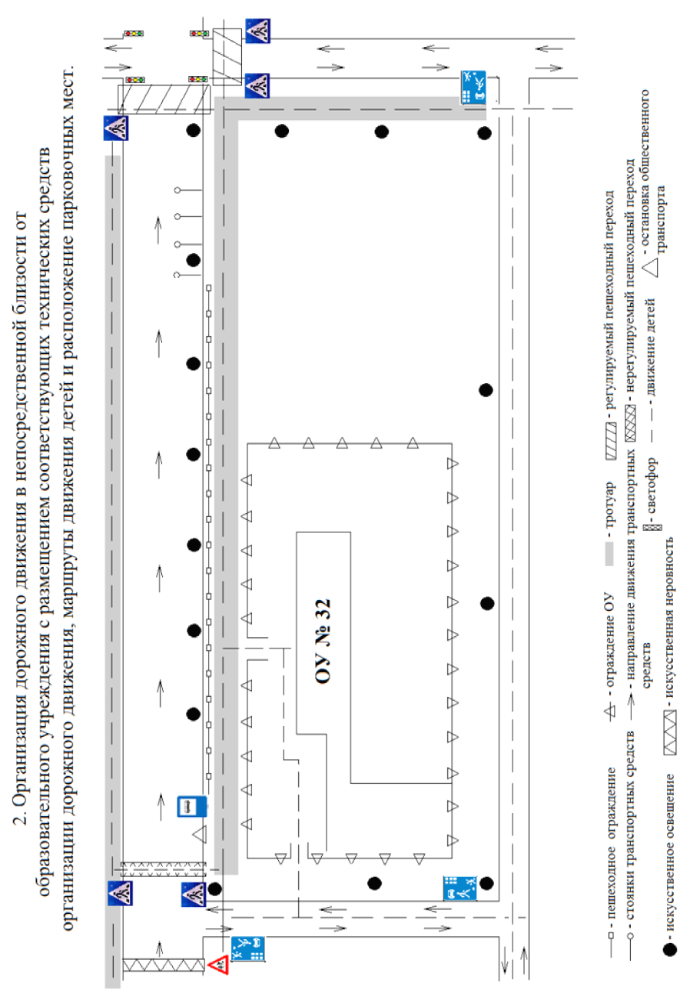 2. Организация дорожного движения в непосредственной близости от
образовательного учреждения с размещением соответствующих технических средств
организации дорожного движения, маршруты движения детей и расположение парковочных мест.
ОУ № 32
- пешеходное ограждение
- ограждение ОУ
- тротуар
- регулируемый пешеходный переход
- стоянки транспортных средств
- направление движения транспортных
средств
- нерегулируемый пешеходный переход
- светофор
- движение детей
- остановка общественного
транспорта
- искусственное освещение
- искусственная неровность